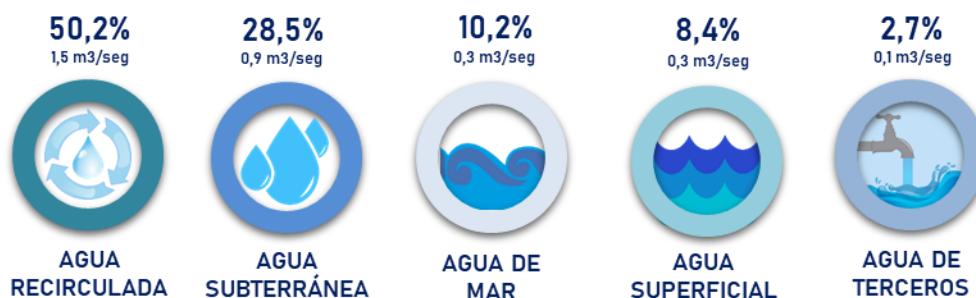 50,2%
1,5 m3/seg
28,5%
0,9 m3/seg
10,2%
0,3 m3/seg
8,4%
0,3 m3/seg
2,7%
0,1 m3/seg
AGUA
RECIRCULADA
AGUA
SUBTERRÁNEA
AGUA DE
MAR
AGUA
SUPERFICIAL
AGUA DE
TERCEROS